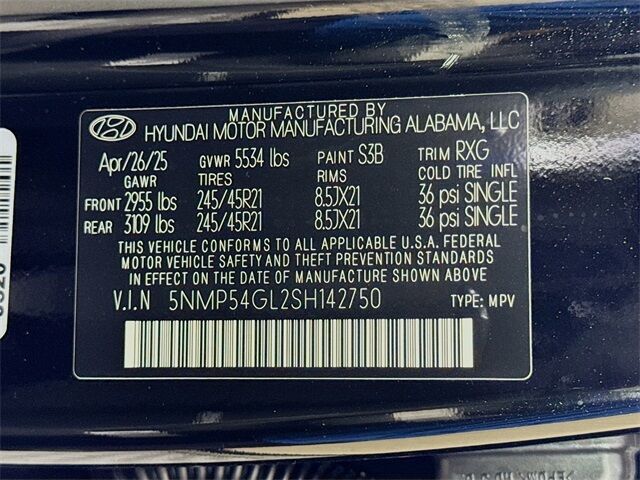 MANUFACTURED BY
HYUNDAI MOTOR MANUFACTURING ALABAMA, LLC
Apr/26/25 GVWR 5534 lbs PAINT S3B TRIM RXG
GAWR TIRES RIMS COLD TIRE INFL
FRONT 2955 lbs 245/45R21 8.5JX21 36 psi SINGLE
REAR 3109 lbs 245/45R21 8.5JX21 36 psi SINGLE
THIS VEHICLE CONFORMS TO ALL APPLICABLE U.S.A. FEDERAL
MOTOR VEHICLE SAFETY AND THEFT PREVENTION STANDARDS
IN EFFECT ON THE DATE OF MANUFACTURE SHOWN ABOVE.
V.I.N 5NMP54GL2SH142750 TYPE: MPV